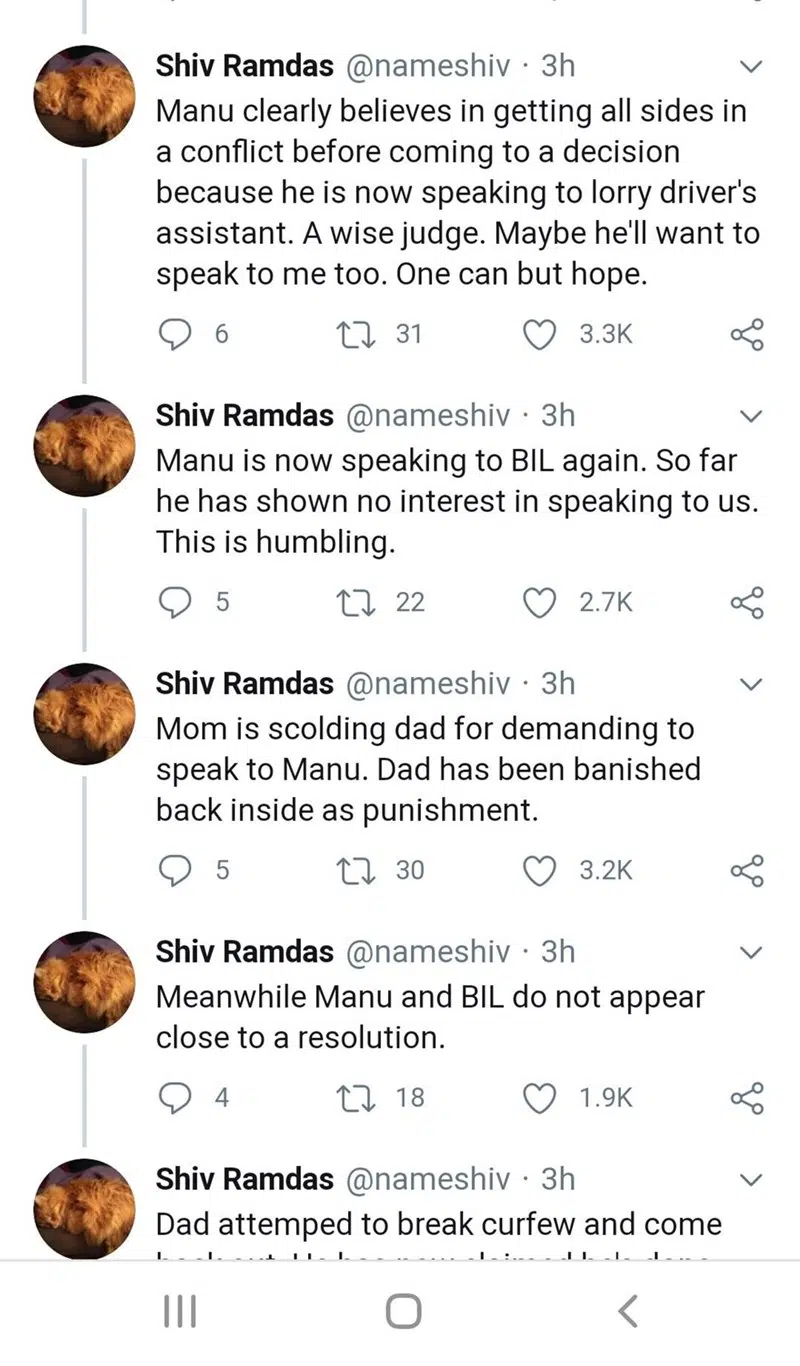 Shiv Ramdas @nameshiv · 3h
Manu clearly believes in getting all sides in
a conflict before coming to a decision
because he is now speaking to lorry driver's
assistant. A wise judge. Maybe he'll want to
speak to me too. One can but hope.
6 31 3.3K
Shiv Ramdas @nameshiv · 3h
Manu is now speaking to BIL again. So far
he has shown no interest in speaking to us.
This is humbling.
5 22 2.7K
Shiv Ramdas @nameshiv · 3h
Mom is scolding dad for demanding to
speak to Manu. Dad has been banished
back inside as punishment.
5 30 3.2K
Shiv Ramdas @nameshiv · 3h
Meanwhile Manu and BIL do not appear
close to a resolution.
4 18 1.9K
Shiv Ramdas @nameshiv · 3h
Dad attemped to break curfew and come